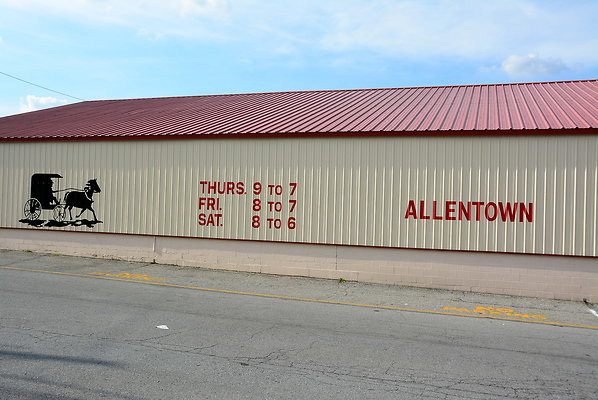 THURS. 9 TO 7
FRI. 8 TO 7
SAT. 8 TO 6
ALLENTOWN